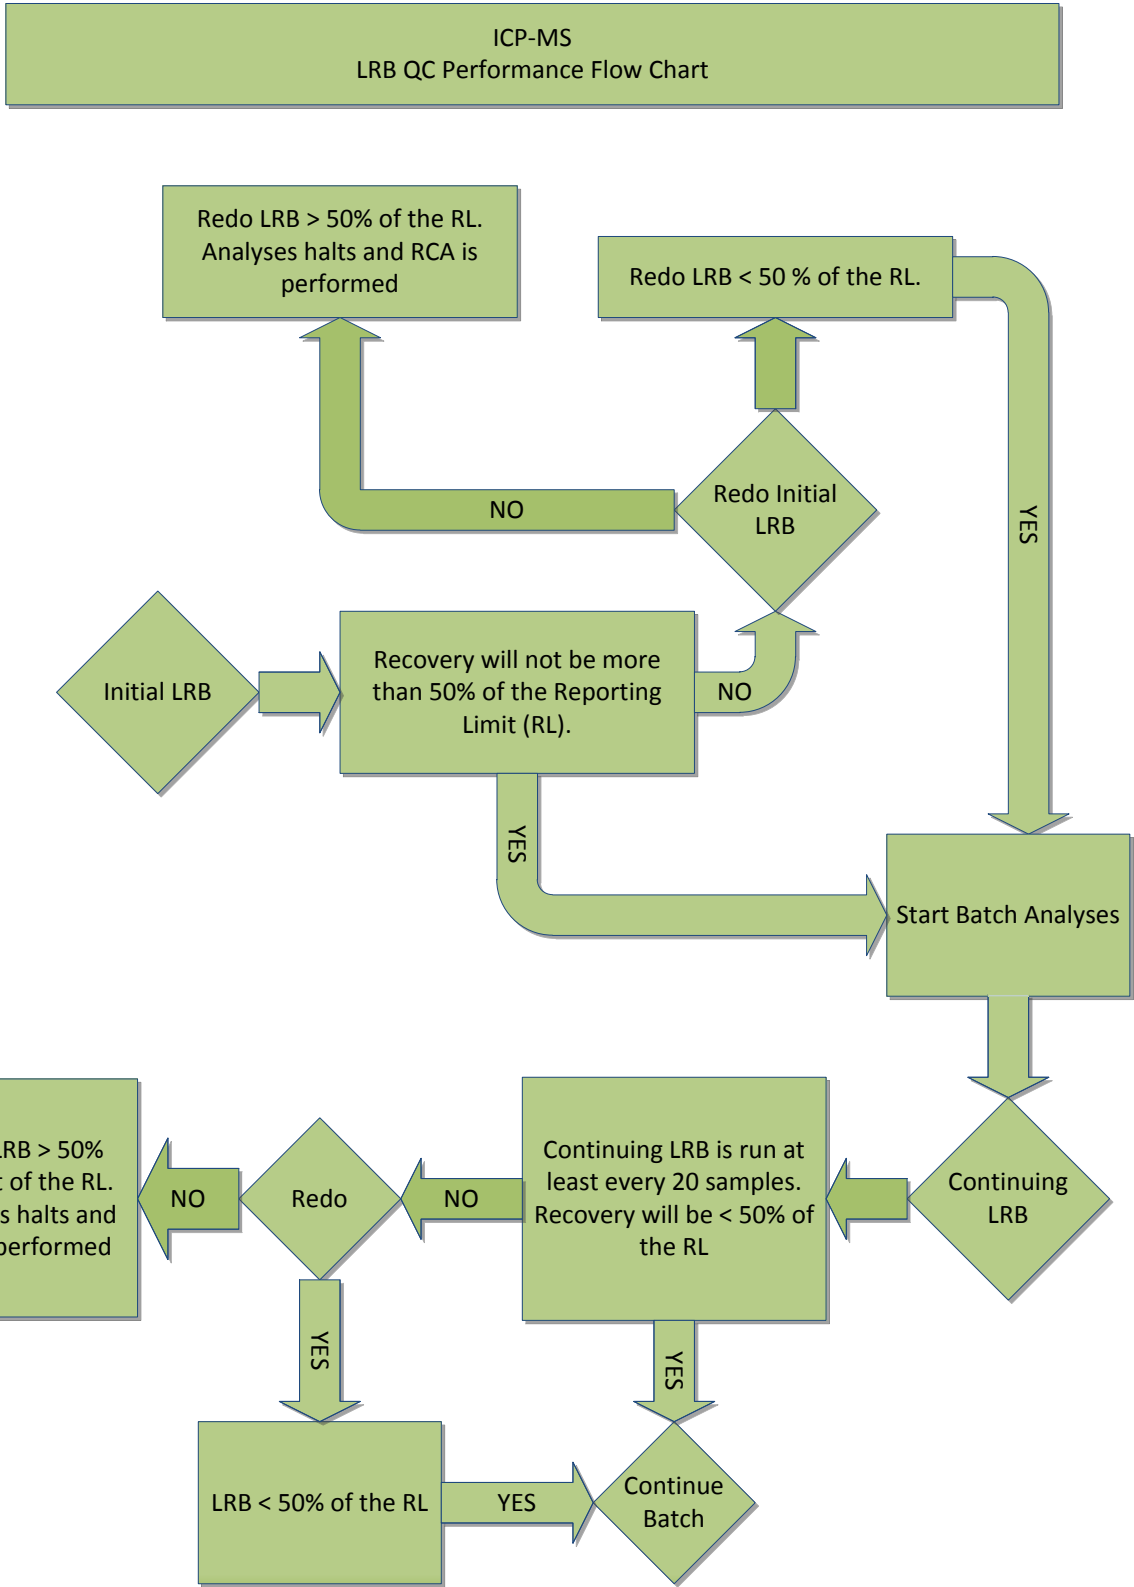 ICP-MS
LRB QC Performance Flow Chart
Redo LRB > 50% of the RL.
Analyses halts and RCA is
performed
Redo LRB < 50 % of the RL.
Redo Initial
LRB
NO
YES
Initial LRB
Recovery will not be more
than 50% of the Reporting
Limit (RL).
NO
YES
Start Batch Analyses
LRB > 50%
of the RL.
halts and
performed
NO
Redo
NO
Continuing LRB is run at
least every 20 samples.
Recovery will be < 50% of
the RL
Continuing
LRB
YES
YES
LRB < 50% of the RL
YES
Continue
Batch